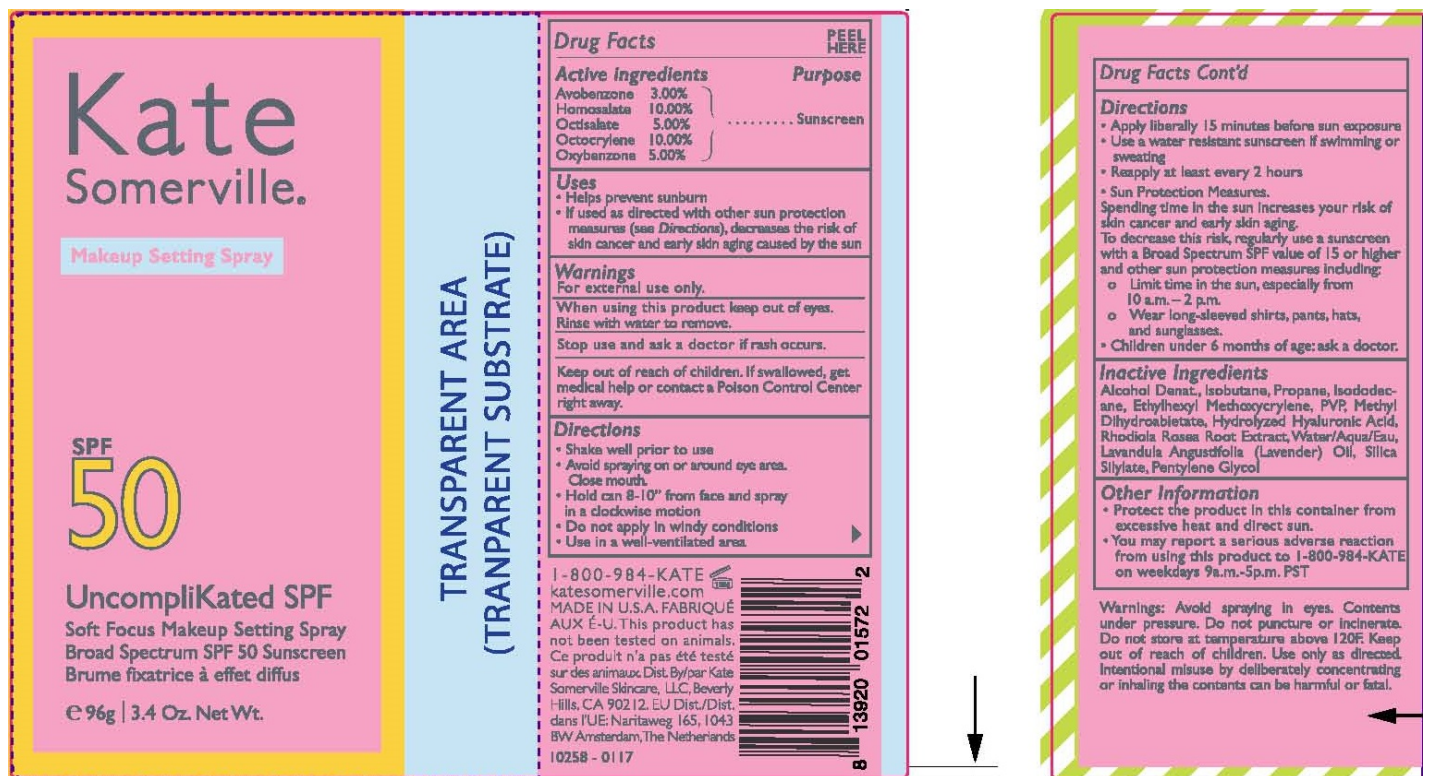 Kate
Somerville®
Makeup Setting Spray
SPF
50
UncompliKated SPF
Soft Focus Makeup Setting Spray
Broad Spectrum SPF 50 Sunscreen
Brume fixatrice à effet diffus
℮ 96g | 3.4 Oz. Net Wt.
TRANSPARENT AREA
(TRANPARENT SUBSTRATE)
Drug Facts
PEEL
HERE
Active ingredients Purpose
Avobenzone 3.00%
Homosalate 10.00%
Octisalate 5.00% ......... Sunscreen
Octocrylene 10.00%
Oxybenzone 5.00%
Uses
• Helps prevent sunburn
• If used as directed with other sun protection
measures (see Directions), decreases the risk of
skin cancer and early skin aging caused by the sun
Warnings
For external use only.
When using this product keep out of eyes.
Rinse with water to remove.
Stop use and ask a doctor if rash occurs.
Keep out of reach of children. If swallowed, get
medical help or contact a Poison Control Center
right away.
Directions
• Shake well prior to use
• Avoid spraying on or around eye area.
Close mouth.
• Hold can 8-10" from face and spray
in a clockwise motion
• Do not apply in windy conditions
• Use in a well-ventilated area
1-800-984-KATE
katesomerville.com
MADE IN U.S.A. FABRIQUÉ
AUX É-U. This product has
not been tested on animals.
Ce produit n'a pas été testé
sur des animaux. Dist. By/par Kate
Somerville Skincare, LLC, Beverly
Hills, CA 90212. EU Dist./Dist.
dans l'UE: Naritaweg 165, 1043
BW Amsterdam, The Netherlands
10258 - 0117
8 13920 01572 2
Drug Facts Cont'd
Directions
• Apply liberally 15 minutes before sun exposure
• Use a water resistant sunscreen if swimming or
sweating
• Reapply at least every 2 hours
• Sun Protection Measures.
Spending time in the sun increases your risk of
skin cancer and early skin aging.
To decrease this risk, regularly use a sunscreen
with a Broad Spectrum SPF value of 15 or higher
and other sun protection measures including:
o Limit time in the sun, especially from
10 a.m. – 2 p.m.
o Wear long-sleeved shirts, pants, hats,
and sunglasses.
• Children under 6 months of age: ask a doctor.
Inactive Ingredients
Alcohol Denat., Isobutane, Propane, Isododec-
ane, Ethylhexyl Methoxycrylene, PVP, Methyl
Dihydroabietate, Hydrolyzed Hyaluronic Acid,
Rhodiola Rosea Root Extract, Water/Aqua/Eau,
Lavandula Angustifolia (Lavender) Oil, Silica
Silylate, Pentylene Glycol
Other Information
• Protect the product in this container from
excessive heat and direct sun.
• You may report a serious adverse reaction
from using this product to 1-800-984-KATE
on weekdays 9a.m.-5p.m. PST
Warnings: Avoid spraying in eyes. Contents
under pressure. Do not puncture or incinerate.
Do not store at temperature above 120F. Keep
out of reach of children. Use only as directed.
Intentional misuse by deliberately concentrating
or inhaling the contents can be harmful or fatal.